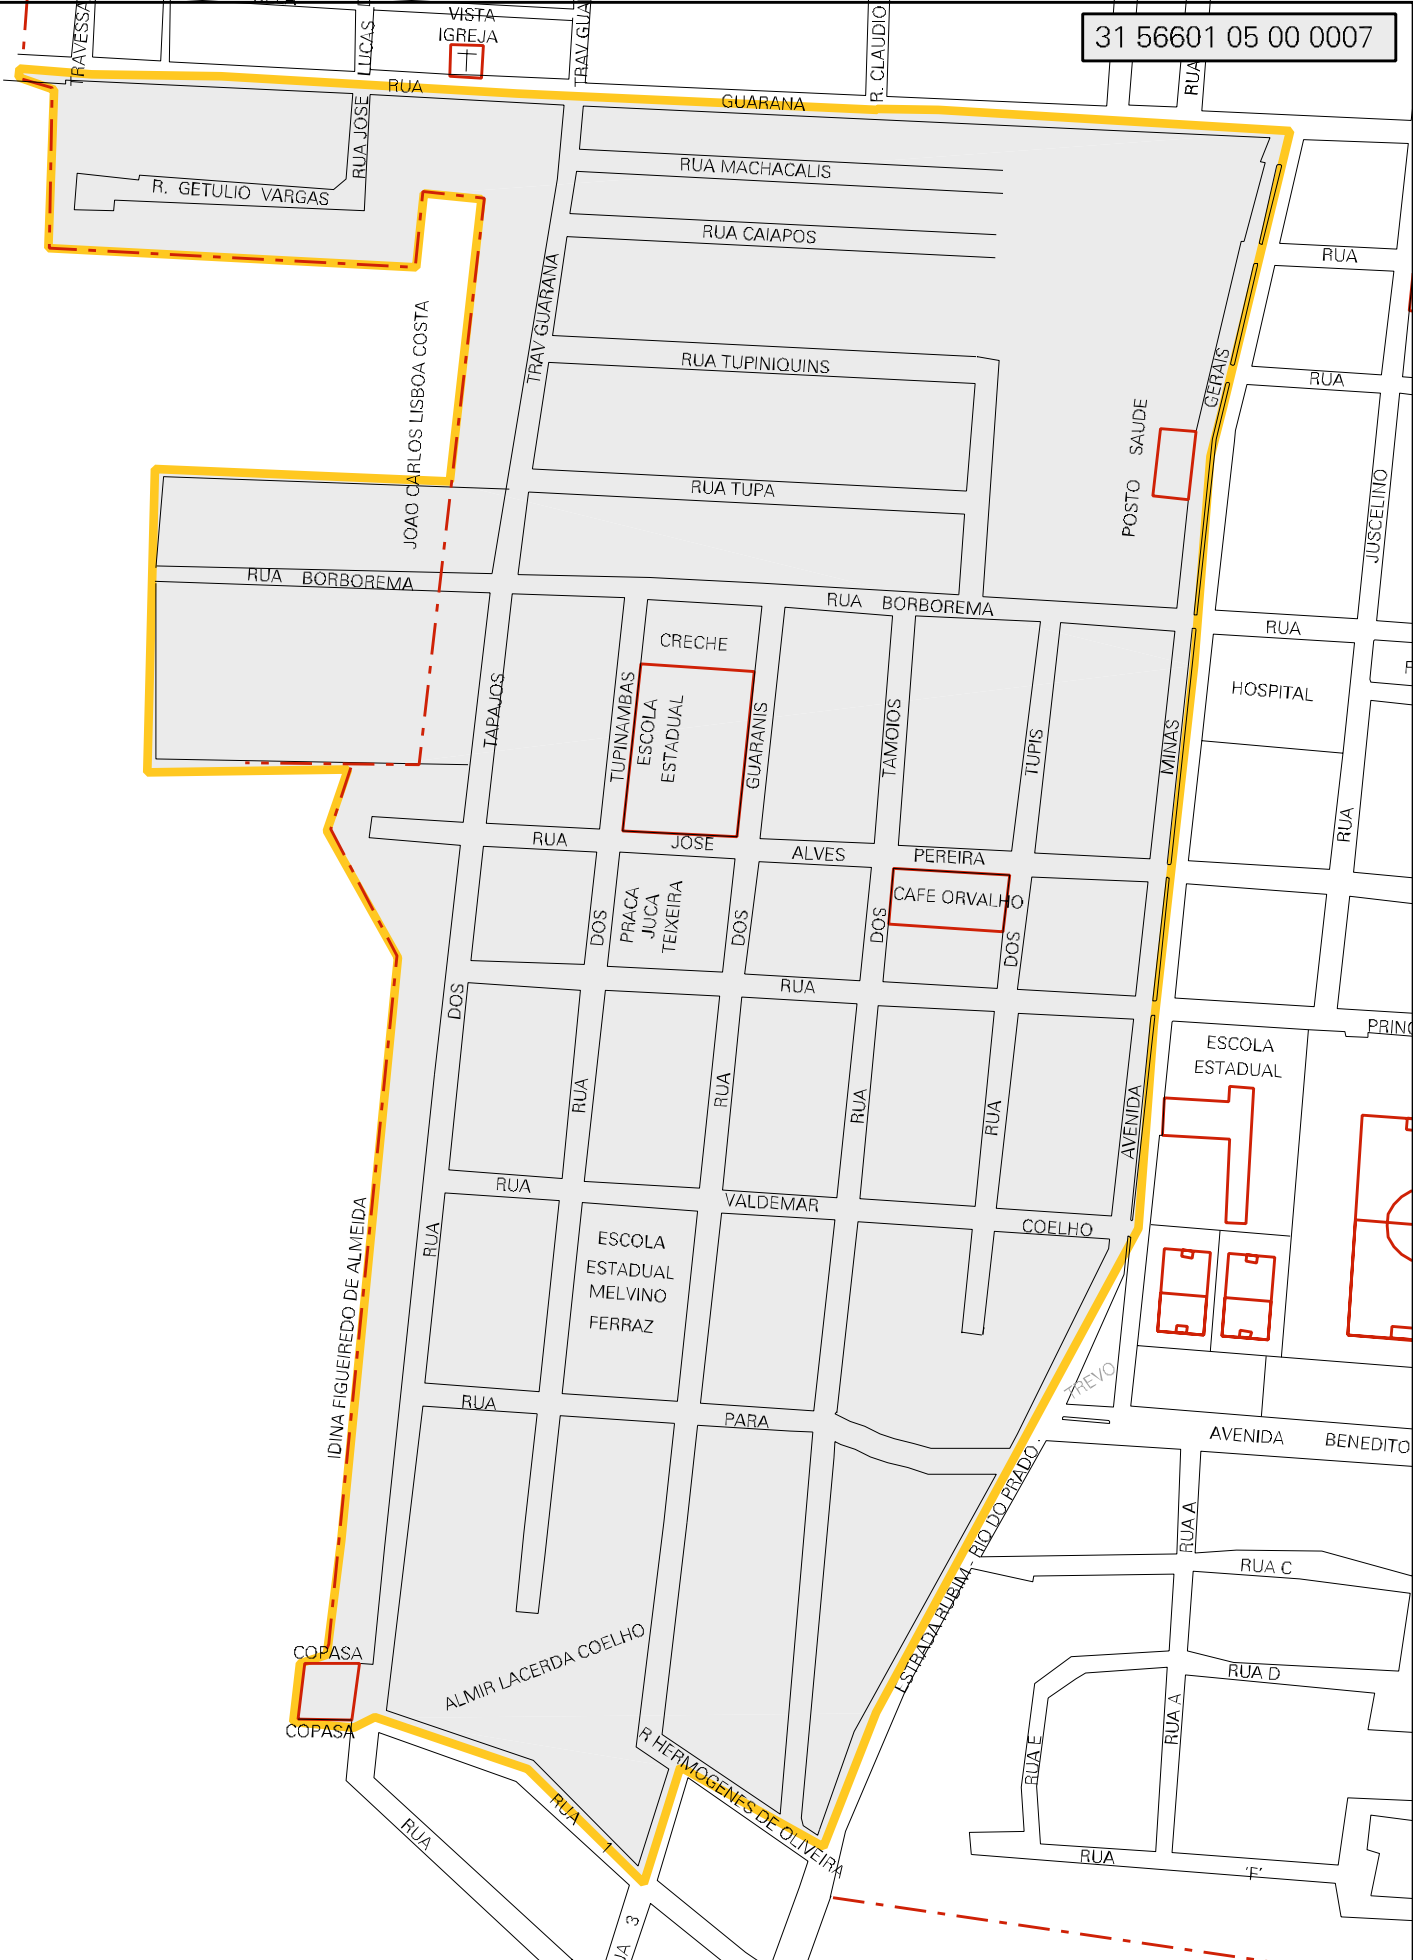 VISTA
IGREJA
31 56601 05 00 0007
TRAVESSA
LUCAS
TRAV GUA
R. CLAUDIO
RUA
RUA
GUARANA
RUA JOSE
RUA MACHACALIS
R. GETULIO VARGAS
RUA CAIAPOS
RUA
TRAV GUARANA
JOAO CARLOS LISBOA COSTA
RUA TUPINIQUINS
GERAIS
RUA
POSTO SAUDE
RUA TUPA
JUSCELINO
RUA BORBOREMA
RUA BORBOREMA
RUA
CRECHE
HOSPITAL
TAPAJOS
TUPINAMBAS
ESCOLA
ESTADUAL
GUARANIS
TAMOIOS
TUPIS
MINAS
RUA
RUA
JOSE
ALVES
PEREIRA
CAFE ORVALHO
DOS
PRACA
JUCA
TEIXEIRA
DOS
DOS
DOS
RUA
DOS
PRINC
ESCOLA
ESTADUAL
RUA
RUA
RUA
RUA
AVENIDA
RUA
VALDEMAR
COELHO
RUA
IDINA FIGUEIREDO DE ALMEIDA
ESCOLA
ESTADUAL
MELVINO
FERRAZ
TREVO
RUA
PARA
AVENIDA BENEDITO
ESTRADA RUBIM - RIO DO PRADO
RUA A
RUA C
COPASA
ALMIR LACERDA COELHO
RUA D
COPASA
RUA A
RUA E
R HERMOGENES DE OLIVEIRA
RUA 1
RUA
RUA
'F'
3